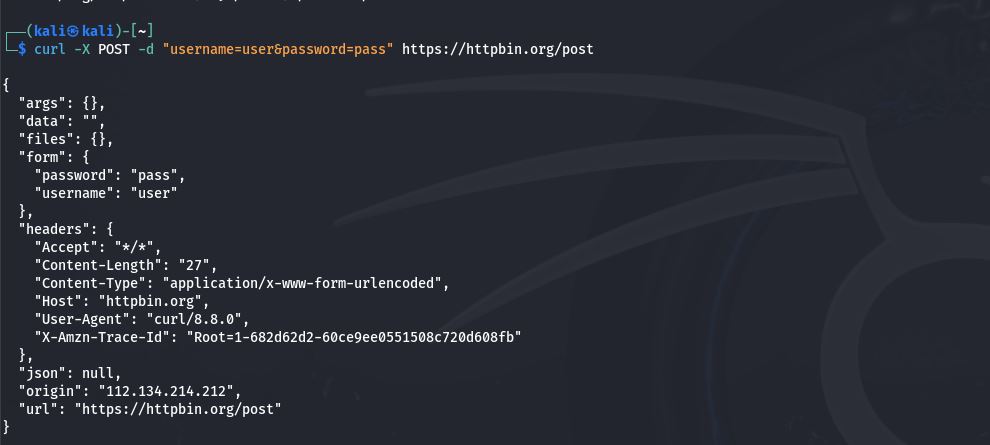 ┌──(kali㉿kali)-[~]
└─$ curl -X POST -d "username=user&password=pass" https://httpbin.org/post
{
  "args": {},
  "data": "",
  "files": {},
  "form": {
    "password": "pass",
    "username": "user"
  },
  "headers": {
    "Accept": "*/*",
    "Content-Length": "27",
    "Content-Type": "application/x-www-form-urlencoded",
    "Host": "httpbin.org",
    "User-Agent": "curl/8.8.0",
    "X-Amzn-Trace-Id": "Root=1-682d62d2-60ce9ee0551508c720d608fb"
  },
  "json": null,
  "origin": "112.134.214.212",
  "url": "https://httpbin.org/post"
}